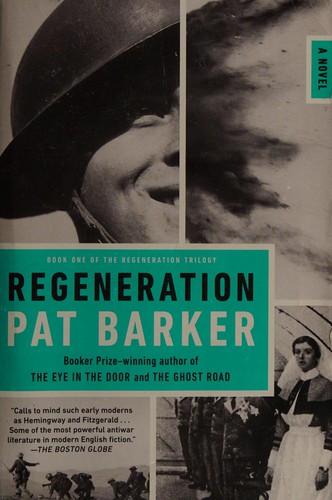 A NOVEL
BOOK ONE OF THE REGENERATION TRILOGY
REGENERATION
PAT BARKER
Booker Prize–winning author of
THE EYE IN THE DOOR and THE GHOST ROAD
"Calls to mind such early moderns
as Hemingway and Fitzgerald . . .
Some of the most powerful antiwar
literature in modern English fiction."
—THE BOSTON GLOBE